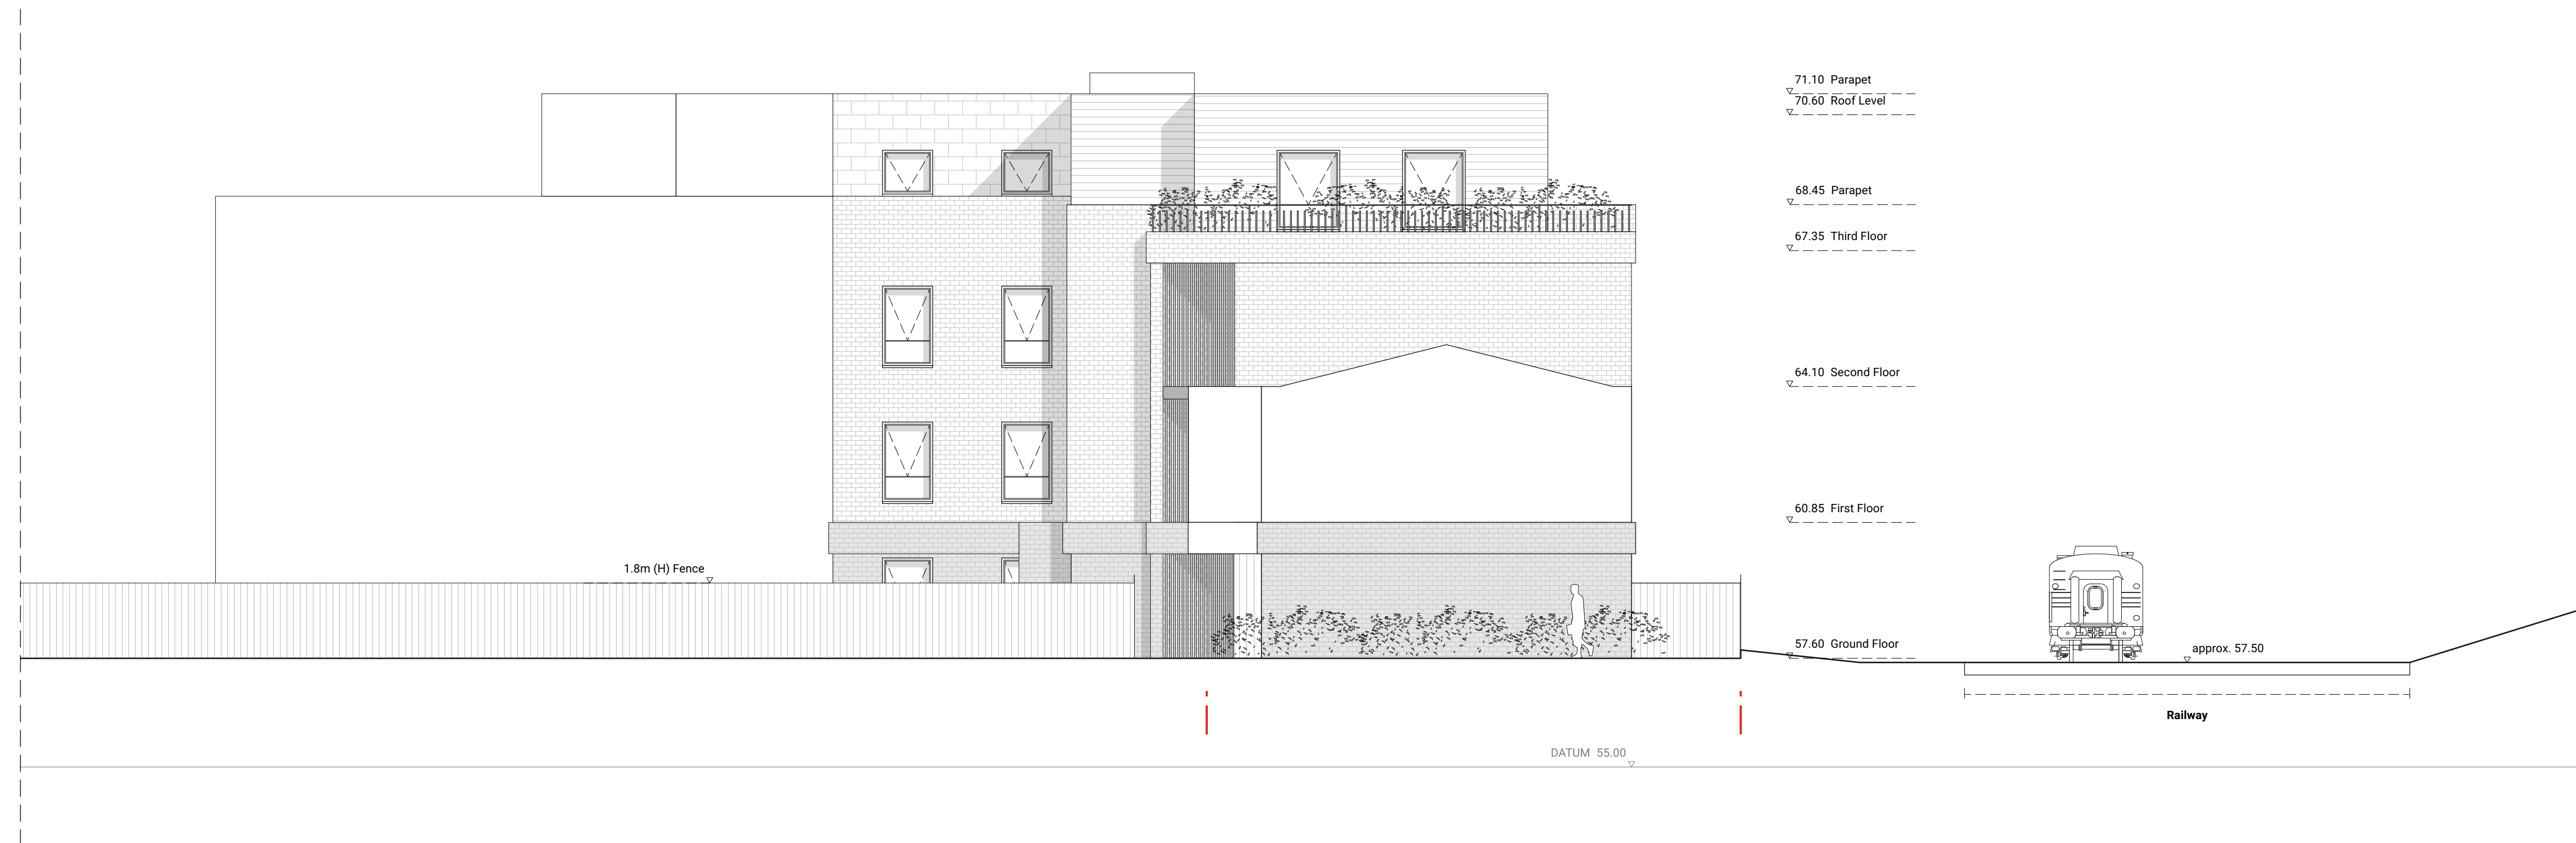 71.10 Parapet
70.60 Roof Level
68.45 Parapet
67.35 Third Floor
64.10 Second Floor
60.85 First Floor
1.8m (H) Fence
57.60 Ground Floor
approx. 57.50
Railway
DATUM 55.00